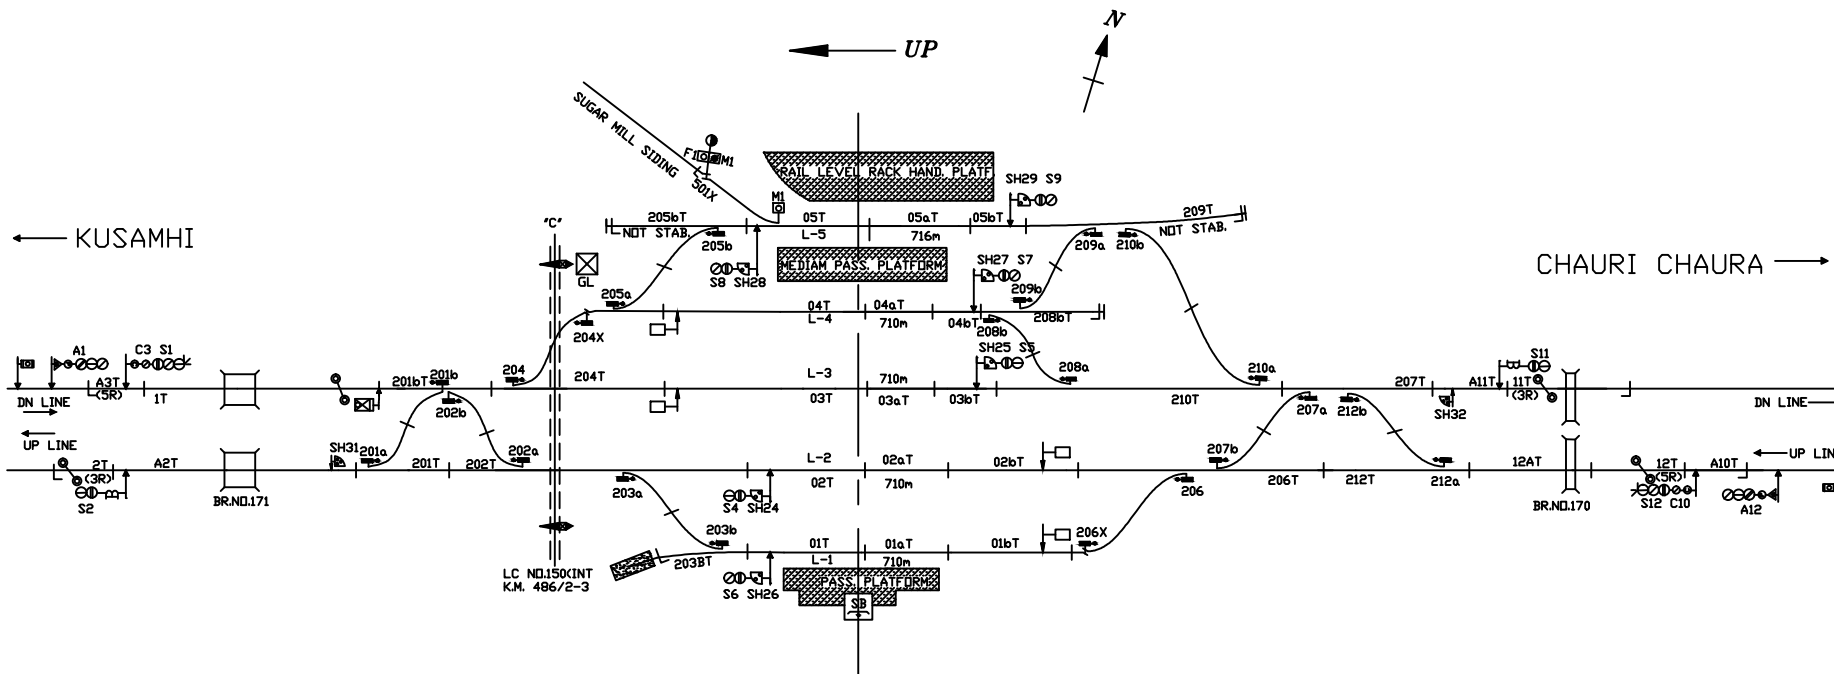 N
UP
SUGAR MILL SIDING
F1 M1
501X
RAIL LEVEL RACK HAND. PLATF
SH29 S9
M1
205bT
05T
05aT
05bT
209T
NOT STAB.
L-5
716m
NOT STAB.
"C"
KUSAMHI
205b
209a
210b
MEDIAM PASS. PLATFORM
SH27 S7
CHAURI CHAURA
GL
S8 SH28
205a
209b
04T
04aT
204X
L-4
710m
04bT
208bT
208b
A1
C3 S1
SH25 S5
S11
201b
204
208a
210a
A3T
(5R)
1T
201bT
204T
L-3
710m
207T
A11T
11T
(3R)
DN LINE
202b
03T
03aT
03bT
210T
207a
212b
SH32
DN LINE
UP LINE
SH31
201a
202a
207b
UP LIN
2T
(3R)
A2T
201T
202T
L-2
02aT
02bT
206T
212T
212a
12AT
12T
(5R)
A10T
02T
710m
203a
206
S2
BR.NO.171
S4 SH24
BR.NO.170
S12 C10
A12
203b
206X
01T
01aT
01bT
203BT
L-1
710m
LC NO.150(INT
K.M. 486/2-3
S6 SH26
PASS. PLATFORM
SB